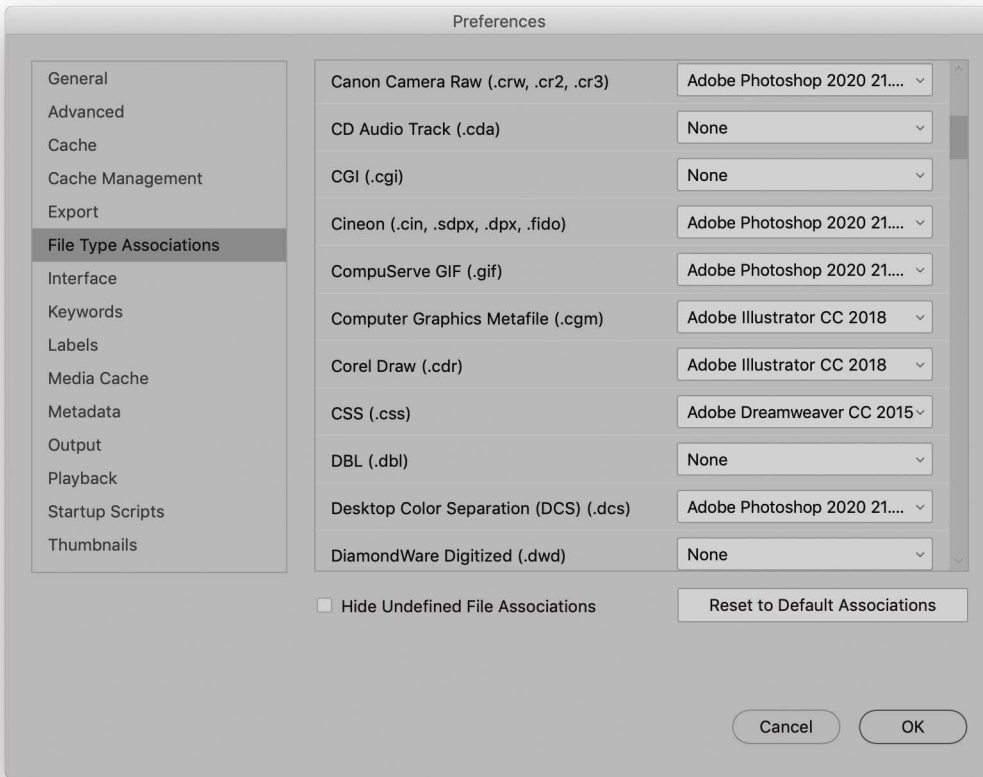 Preferences
General
Advanced
Cache
Cache Management
Export
File Type Associations
Interface
Keywords
Labels
Media Cache
Metadata
Output
Playback
Startup Scripts
Thumbnails
Canon Camera Raw (.crw, .cr2, .cr3) Adobe Photoshop 2020 21....
CD Audio Track (.cda) None
CGI (.cgi) None
Cineon (.cin, .sdpx, .dpx, .fido) Adobe Photoshop 2020 21....
CompuServe GIF (.gif) Adobe Photoshop 2020 21....
Computer Graphics Metafile (.cgm) Adobe Illustrator CC 2018
Corel Draw (.cdr) Adobe Illustrator CC 2018
CSS (.css) Adobe Dreamweaver CC 2015
DBL (.dbl) None
Desktop Color Separation (DCS) (.dcs) Adobe Photoshop 2020 21....
DiamondWare Digitized (.dwd) None
Hide Undefined File Associations
Reset to Default Associations
Cancel
OK